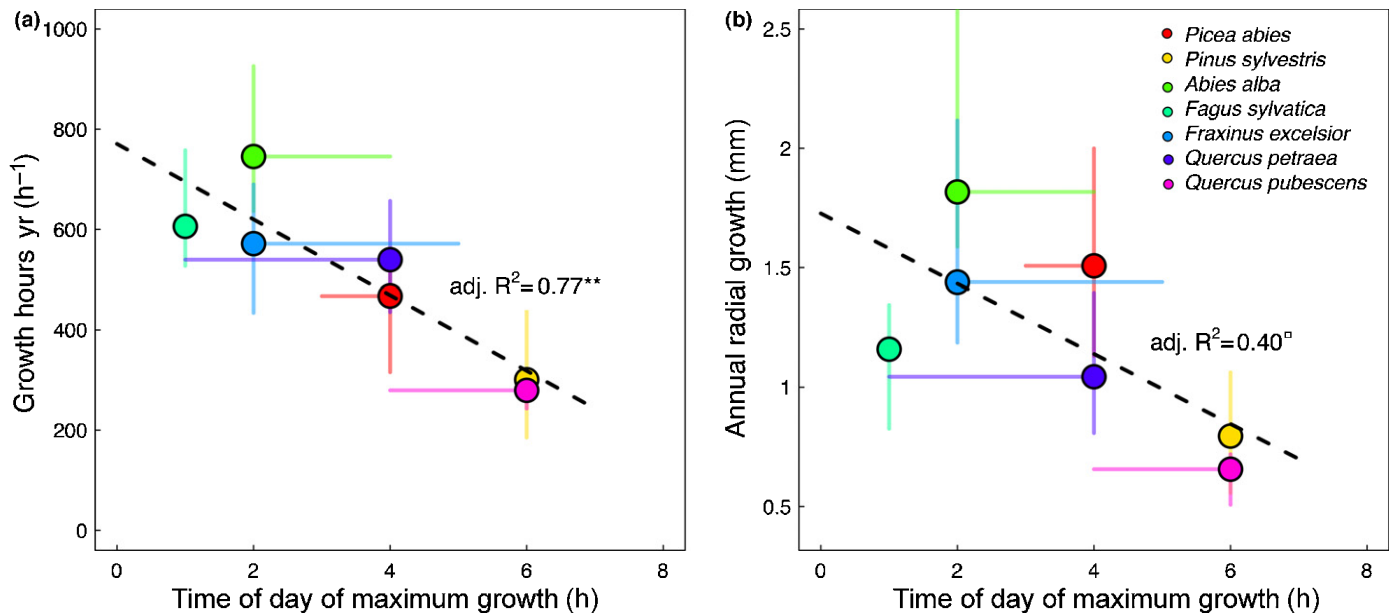 (a)
1000
800
600
400
200
0
Growth hours yr (h⁻¹)
adj. R²=0.77**
0 2 4 6 8
Time of day of maximum growth (h)
(b)
2.5
2
1.5
1
0.5
Annual radial growth (mm)
Picea abies
Pinus sylvestris
Abies alba
Fagus sylvatica
Fraxinus excelsior
Quercus petraea
Quercus pubescens
adj. R²=0.40¤
0 2 4 6 8
Time of day of maximum growth (h)